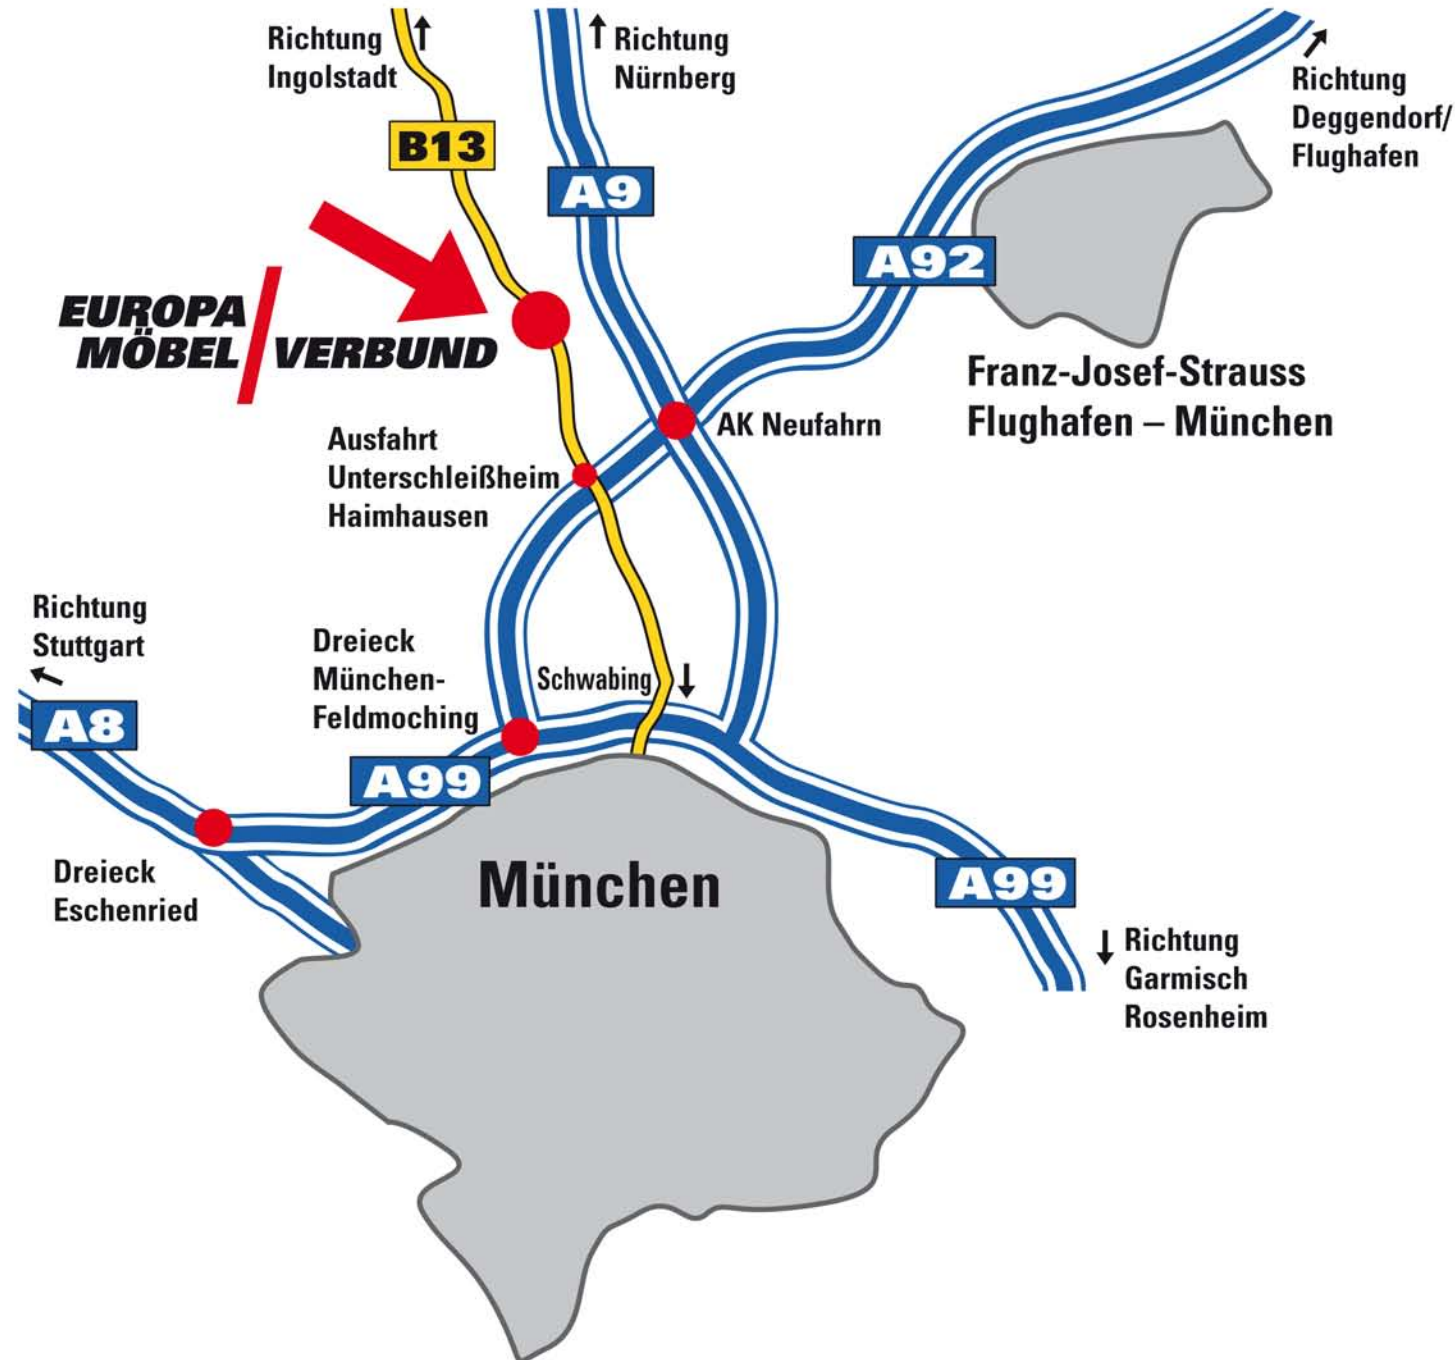 Richtung
Ingolstadt
Richtung
Nürnberg
Richtung
Deggendorf/
Flughafen
B13
A9
A92
EUROPA
MÖBEL/VERBUND
Franz-Josef-Strauss
Flughafen – München
AK Neufahrn
Ausfahrt
Unterschleißheim
Haimhausen
Richtung
Stuttgart
Dreieck
München-
Feldmoching
Schwabing
A8
A99
Dreieck
Eschenried
München
A99
Richtung
Garmisch
Rosenheim